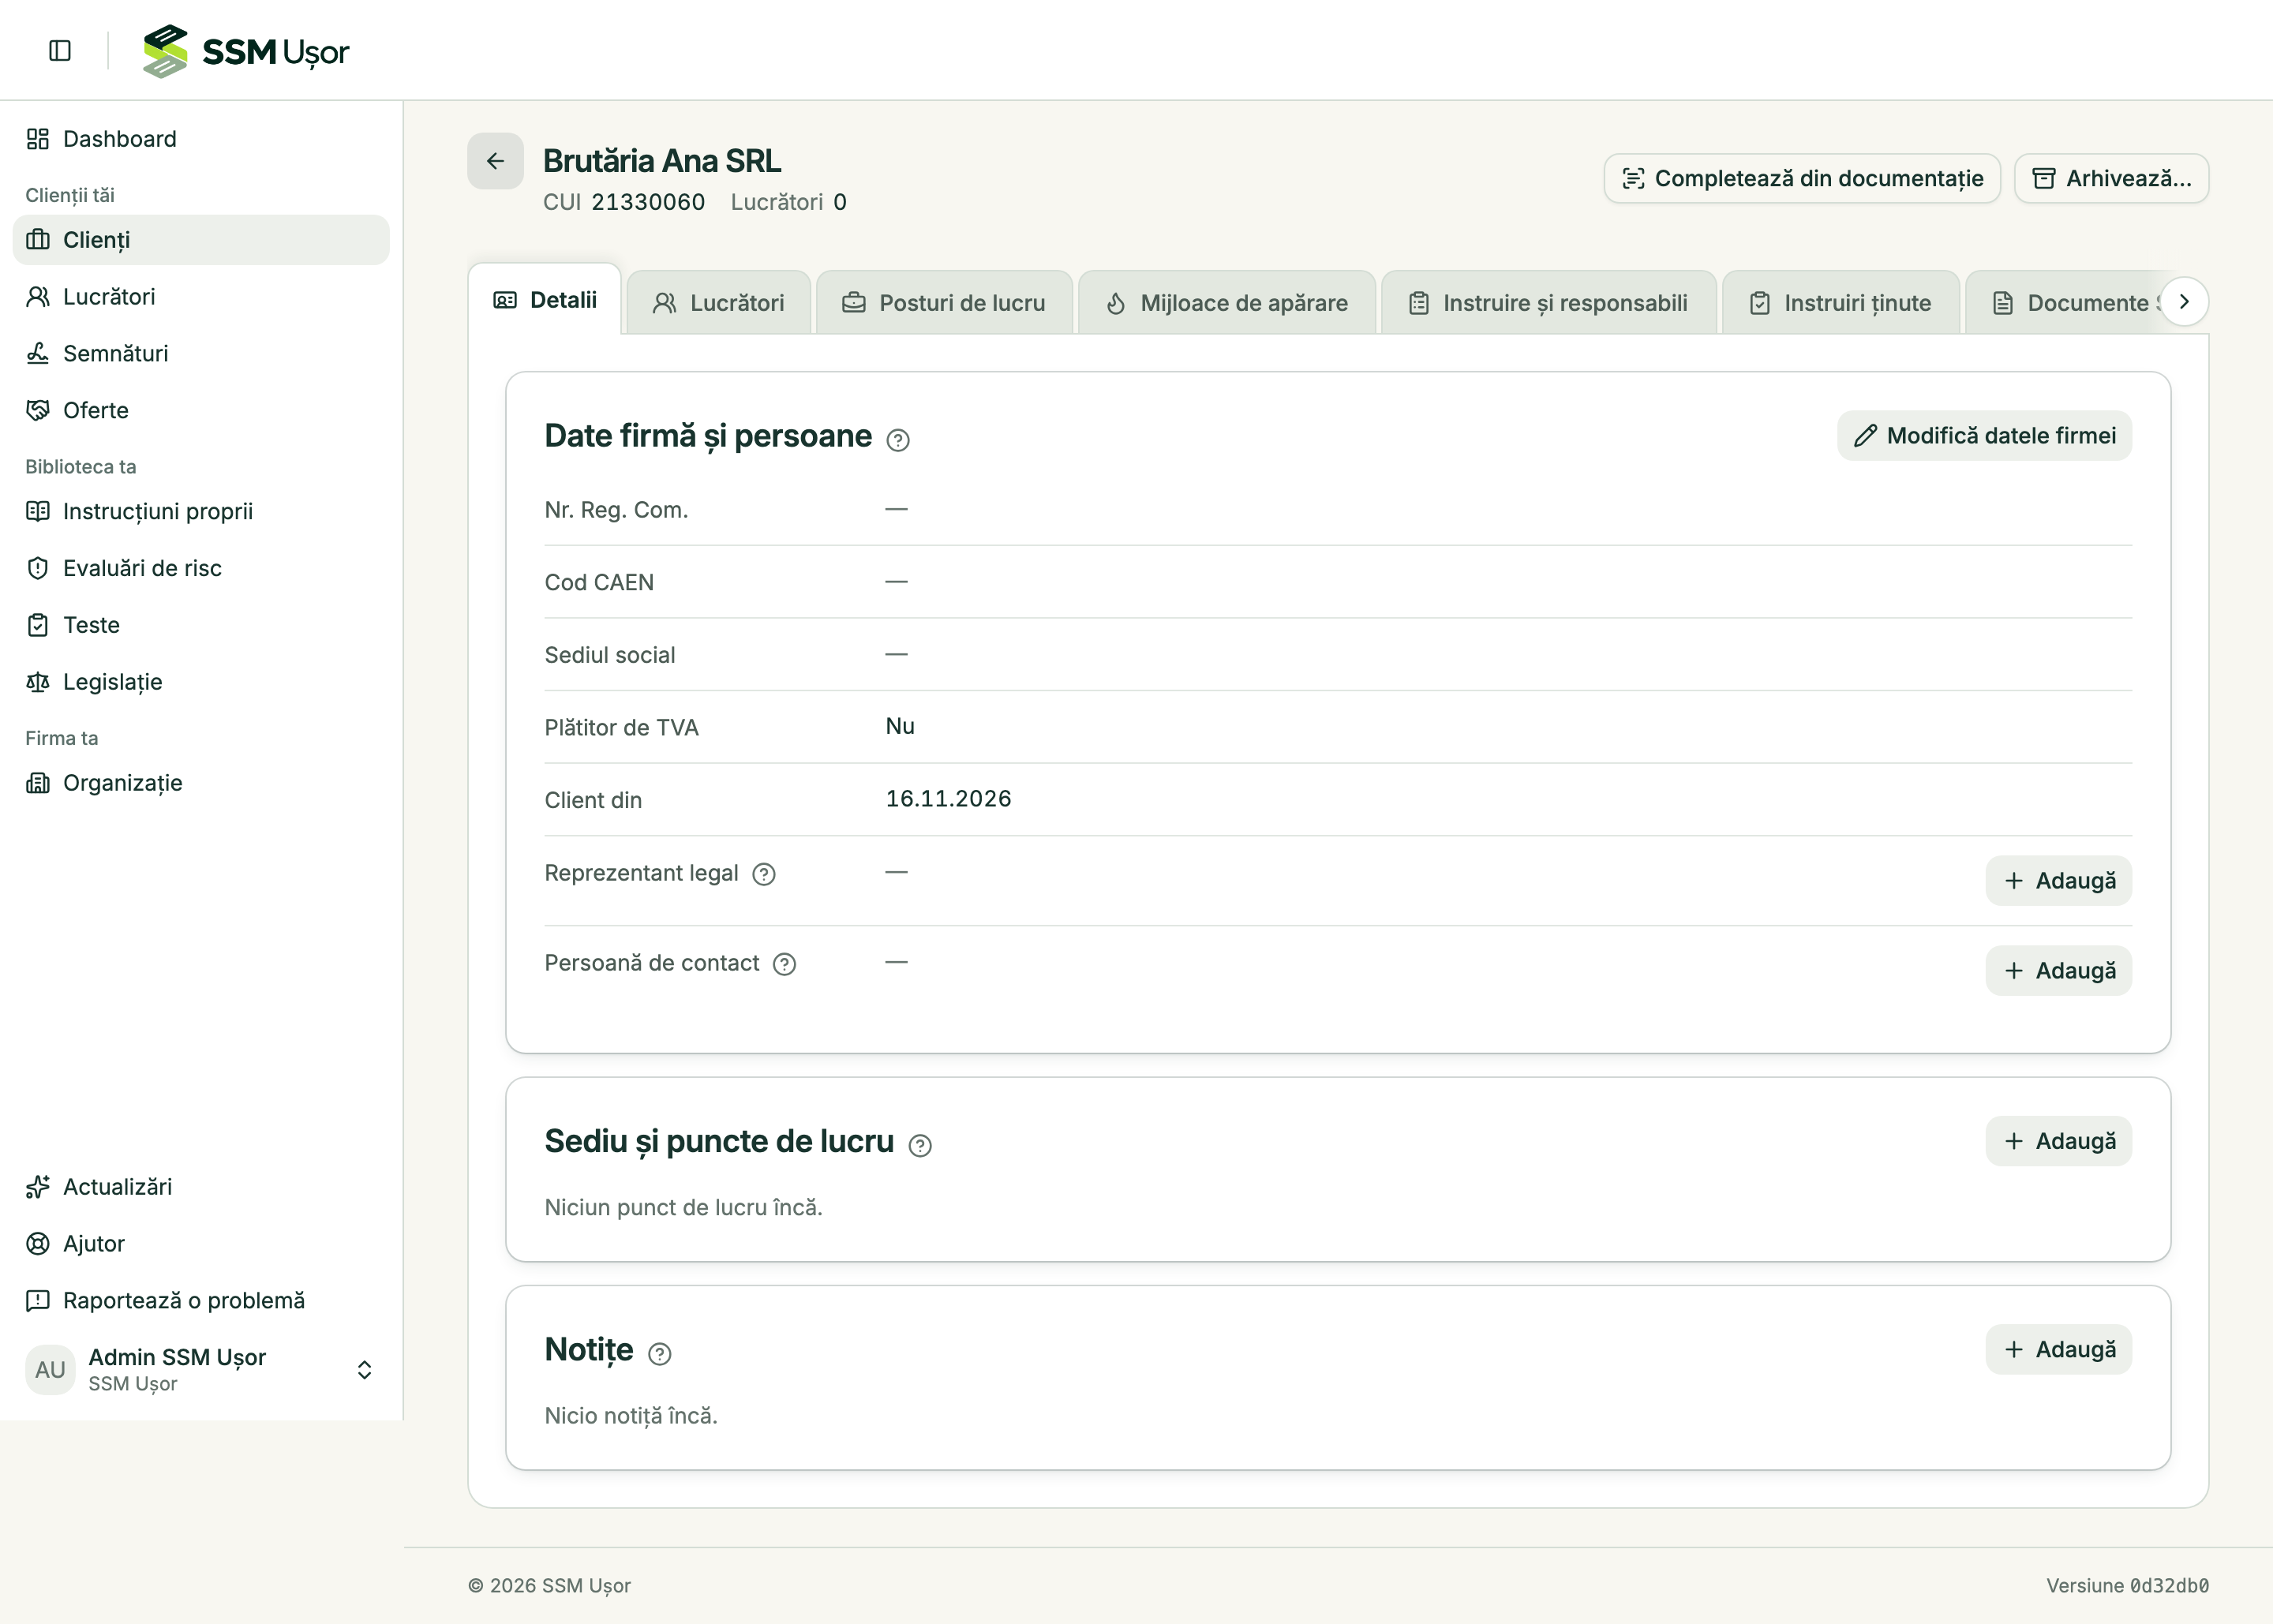 SSM Ușor
Dashboard
Clienții tăi
Clienți
Lucrători
Semnături
Oferte
Biblioteca ta
Instrucțiuni proprii
Evaluări de risc
Teste
Legislație
Firma ta
Organizație
Actualizări
Ajutor
Raportează o problemă
AU
Admin SSM Ușor
SSM Ușor
Brutăria Ana SRL
CUI 21330060 Lucrători 0
Completează din documentație
Arhivează...
Detalii
Lucrători
Posturi de lucru
Mijloace de apărare
Instruire și responsabili
Instruiri ținute
Documente
Date firmă și persoane
Modifică datele firmei
Nr. Reg. Com. —
Cod CAEN —
Sediul social —
Plătitor de TVA Nu
Client din 16.11.2026
Reprezentant legal —
+ Adaugă
Persoană de contact —
+ Adaugă
Sediu și puncte de lucru
+ Adaugă
Niciun punct de lucru încă.
Notițe
+ Adaugă
Nicio notiță încă.
© 2026 SSM Ușor
Versiune 0d32db0